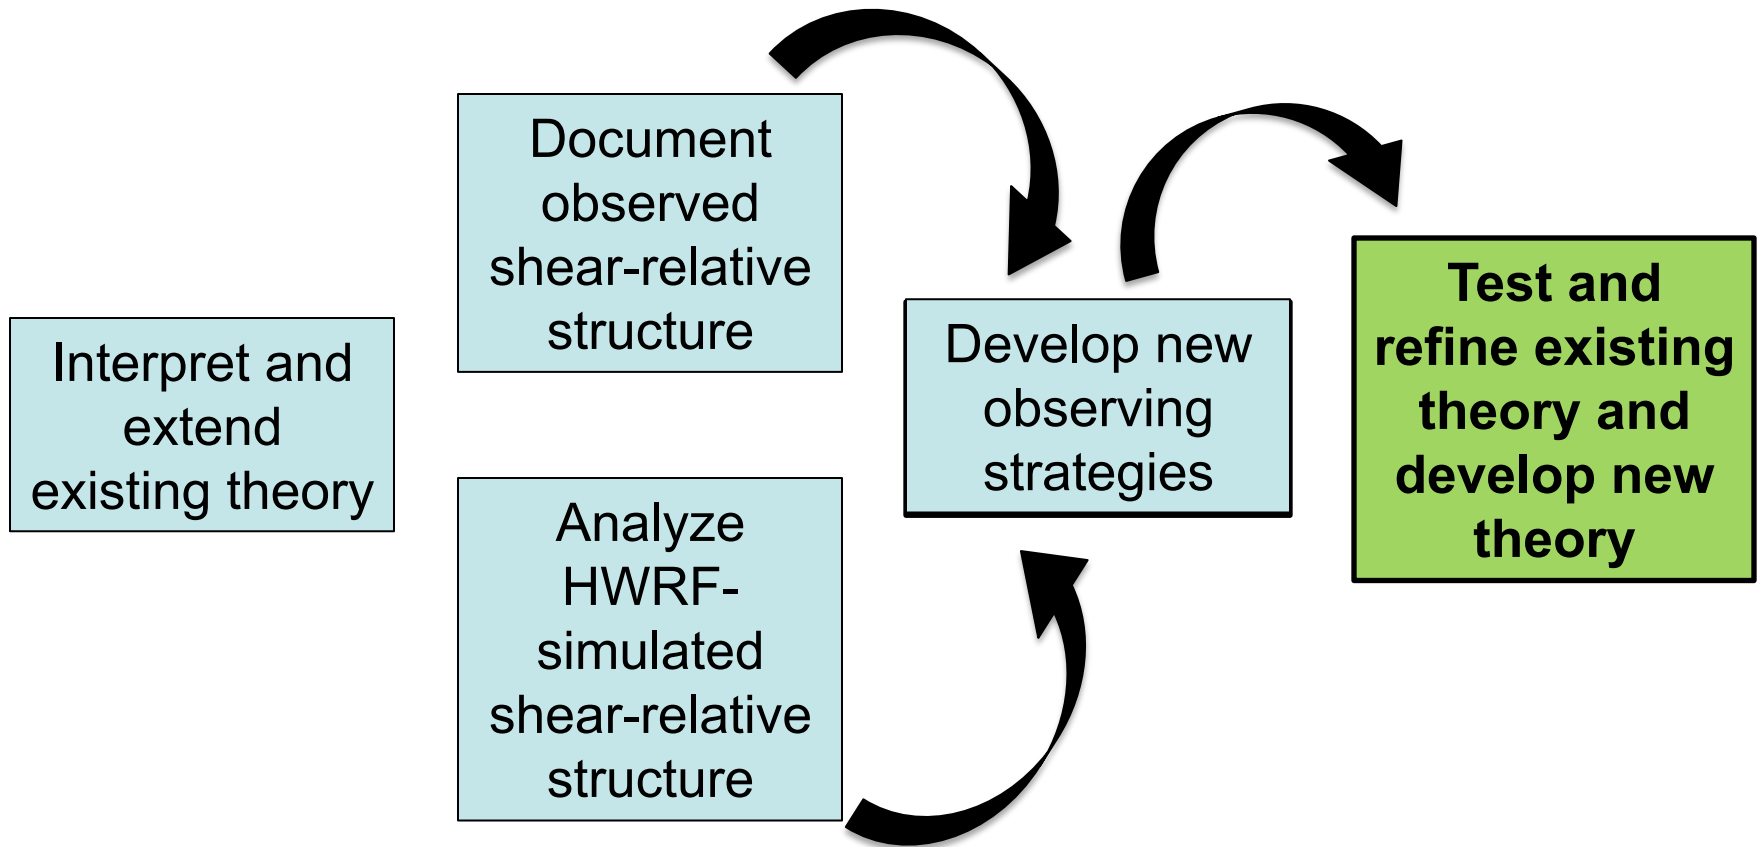 Interpret and
extend
existing theory
Document
observed
shear-relative
structure
Analyze
HWRF-
simulated
shear-relative
structure
Develop new
observing
strategies
Test and
refine existing
theory and
develop new
theory